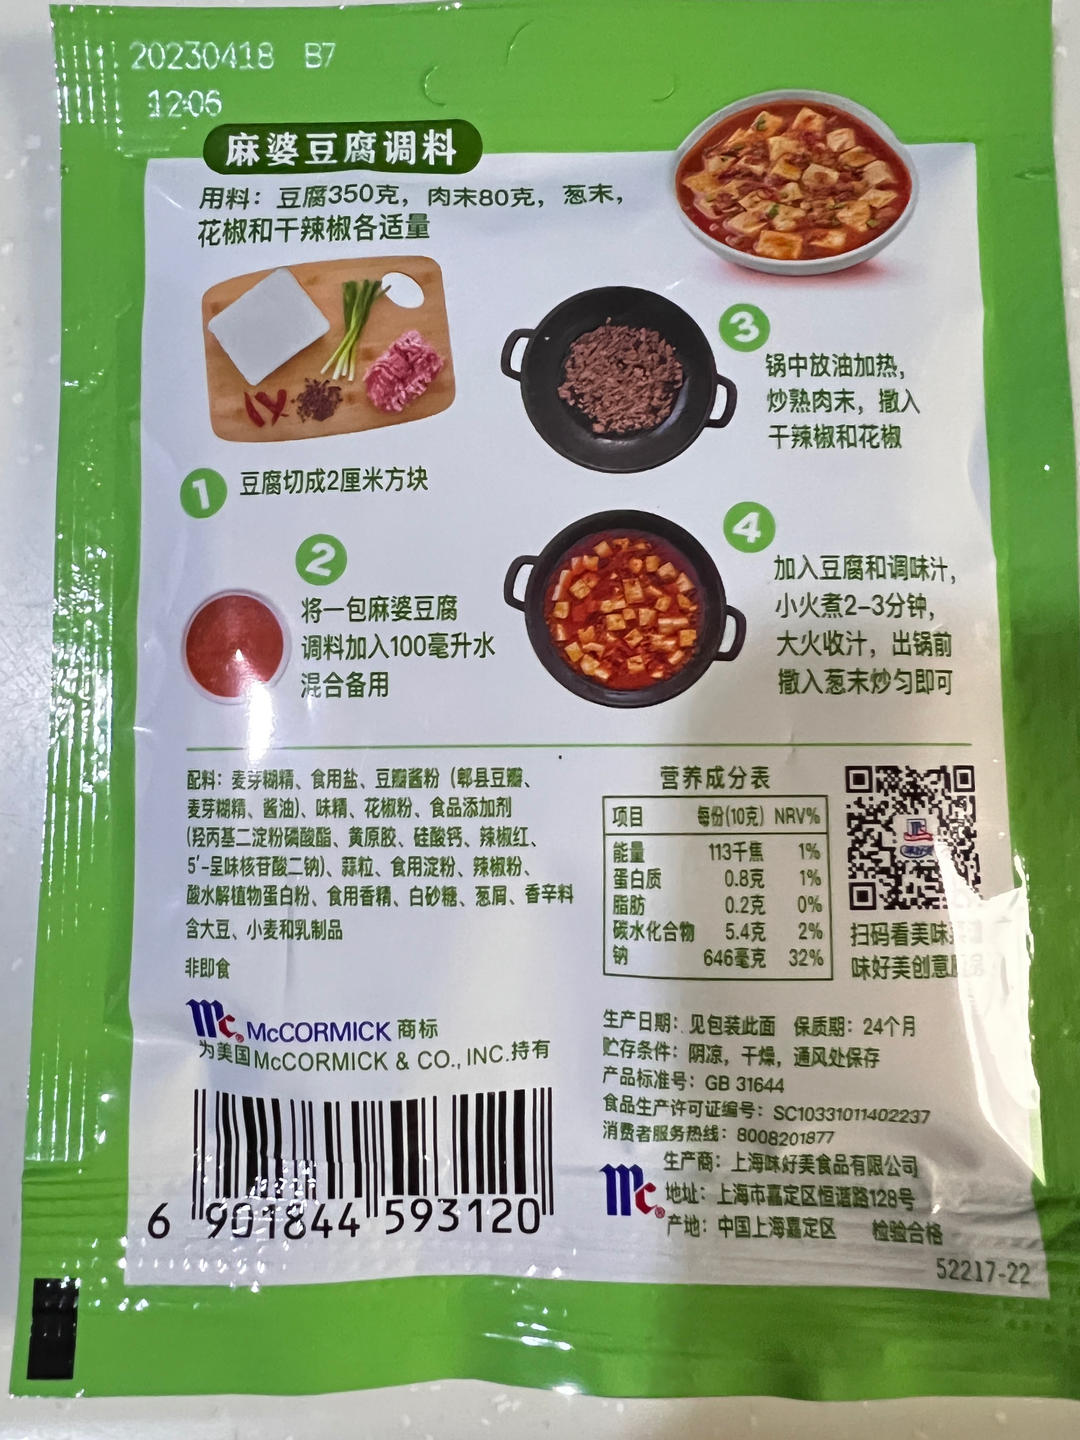 20230418 B7
12:06
麻婆豆腐调料
用料：豆腐350克，肉末80克，葱末，
花椒和干辣椒各适量
1 豆腐切成2厘米方块
2
将一包麻婆豆腐
调料加入100毫升水
混合备用
3
锅中放油加热，
炒熟肉末，撒入
干辣椒和花椒
4
加入豆腐和调味汁，
小火煮2-3分钟，
大火收汁，出锅前
撒入葱末炒匀即可
配料：麦芽糊精、食用盐、豆瓣酱粉（郫县豆瓣、
麦芽糊精、酱油）、味精、花椒粉、食品添加剂
(羟丙基二淀粉磷酸酯、黄原胶、硅酸钙、辣椒红、
5'-呈味核苷酸二钠)、蒜粒、食用淀粉、辣椒粉、
酸水解植物蛋白粉、食用香精、白砂糖、葱屑、香辛料
含大豆、小麦和乳制品
非即食
Mc® McCORMICK 商标
为美国McCORMICK & CO., INC.持有
6 901844 593120
营养成分表
项目 每份(10克) NRV%
能量 113千焦 1%
蛋白质 0.8克 1%
脂肪 0.2克 0%
碳水化合物 5.4克 2%
钠 646毫克 32%
味好美
扫码看美味
味好美创意
生产日期：见包装此面 保质期：24个月
贮存条件：阴凉，干燥，通风处保存
产品标准号：GB 31644
食品生产许可证编号：SC10331011402237
消费者服务热线：8008201877
生产商：上海味好美食品有限公司
Mc® 地址：上海市嘉定区恒谐路128号
产地：中国上海嘉定区 检验合格
52217-22